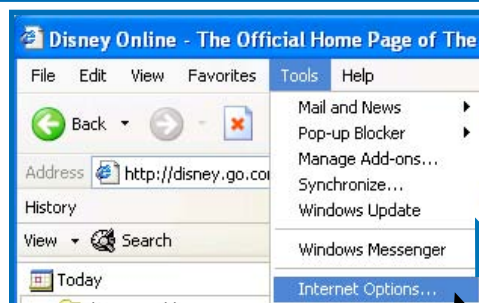 Disney Online - The Official Home Page of The
File Edit View Favorites Tools Help
Back
Address http://disney.go.co
History
View Search
Today
Mail and News
Pop-up Blocker
Manage Add-ons...
Synchronize...
Windows Update
Windows Messenger
Internet Options...